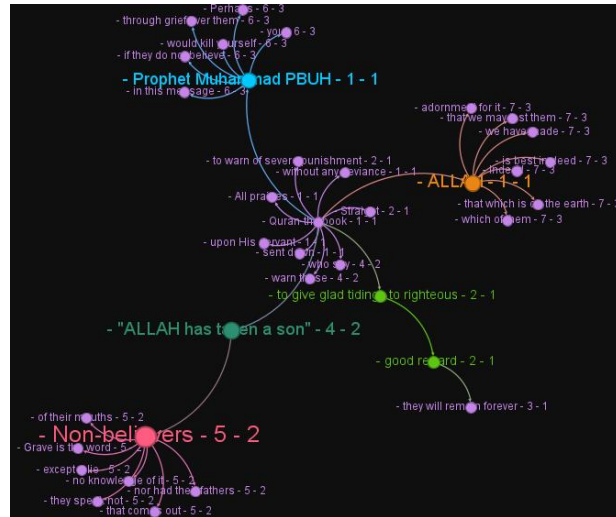 - Perhaps - 6 - 3
- through grief over them - 6 - 3
- you - 6 - 3
- would kill yourself - 6 - 3
- if they do not believe - 6 - 3
- Prophet Muhammad PBUH - 1 - 1
- in this message - 6 - 3
- adornment for it - 7 - 3
- that we may test them - 7 - 3
- we have made - 7 - 3
- is best indeed - 7 - 3
- Indeed - 7 - 3
- ALLAH - 1 - 1
- that which is on the earth - 7 - 3
- which of them - 7 - 3
- to warn of severe punishment - 2 - 1
- without any deviance - 1 - 1
- All praises - 1 - 1
- Straight - 2 - 1
- Quran the book - 1 - 1
- upon His servant - 1 - 1
- sent down - 1 - 1
- who say - 4 - 2
- warn those - 4 - 2
- to give glad tidings to righteous - 2 - 1
- "ALLAH has taken a son" - 4 - 2
- good reward - 2 - 1
- they will remain forever - 3 - 1
- of their mouths - 5 - 2
- Non-believers - 5 - 2
- Grave is the word - 5 - 2
- except a lie - 5 - 2
- no knowledge of it - 5 - 2
- nor had their fathers - 5 - 2
- they speak not - 5 - 2
- that comes out - 5 - 2